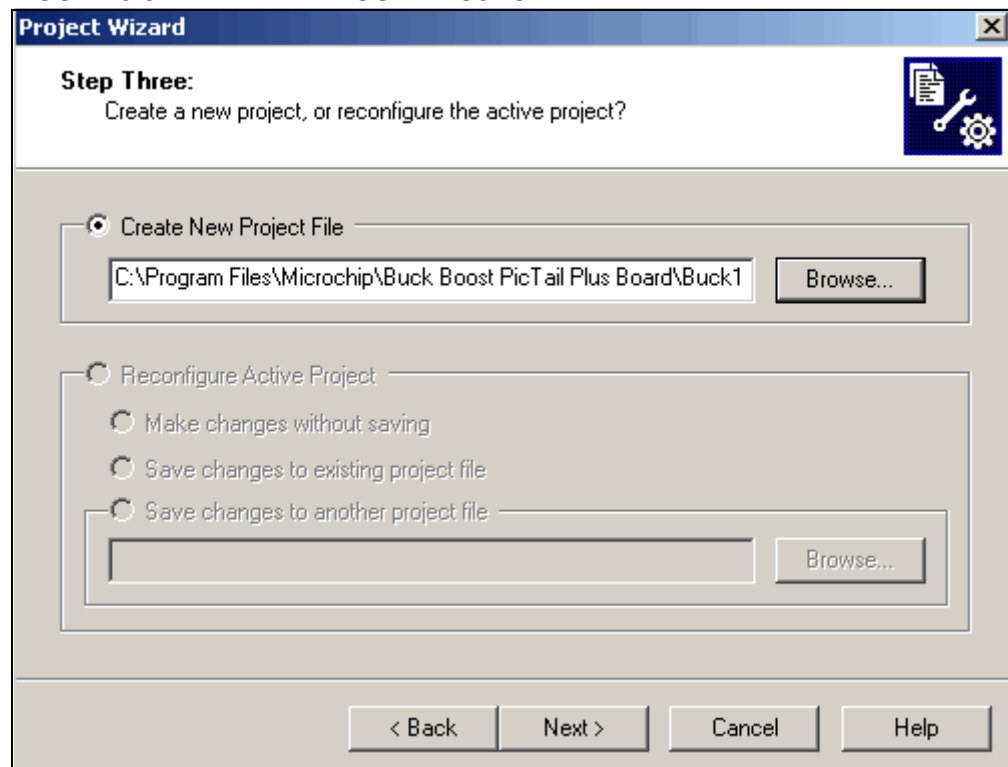 Project Wizard
Step Three:
Create a new project, or reconfigure the active project?
Create New Project File
C:\Program Files\Microchip\Buck Boost PicTail Plus Board\Buck1
Browse...
Reconfigure Active Project
Make changes without saving
Save changes to existing project file
Save changes to another project file
Browse...
< Back
Next >
Cancel
Help